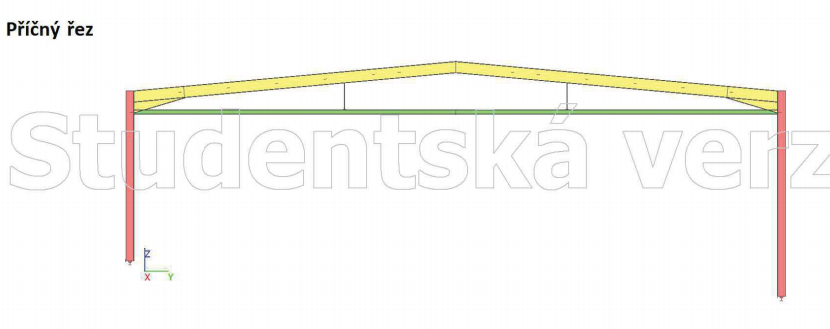 Příčný řez
Studentská verz
Z
X Y